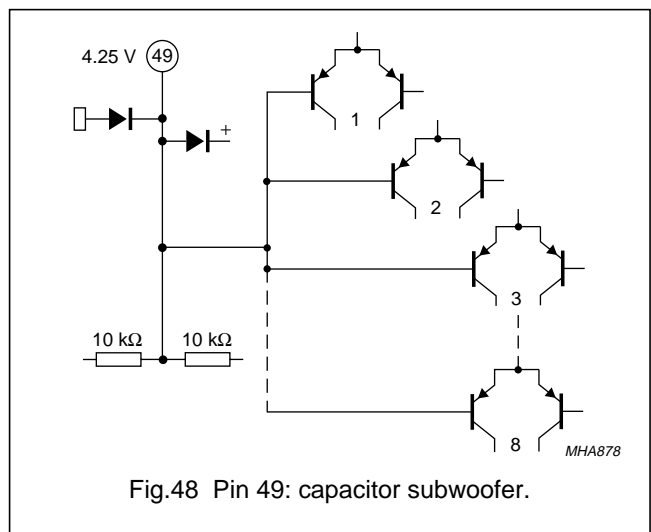 4.25 V 49
+
1
2
3
10 kΩ 10 kΩ
8
MHA878
Fig.48 Pin 49: capacitor subwoofer.